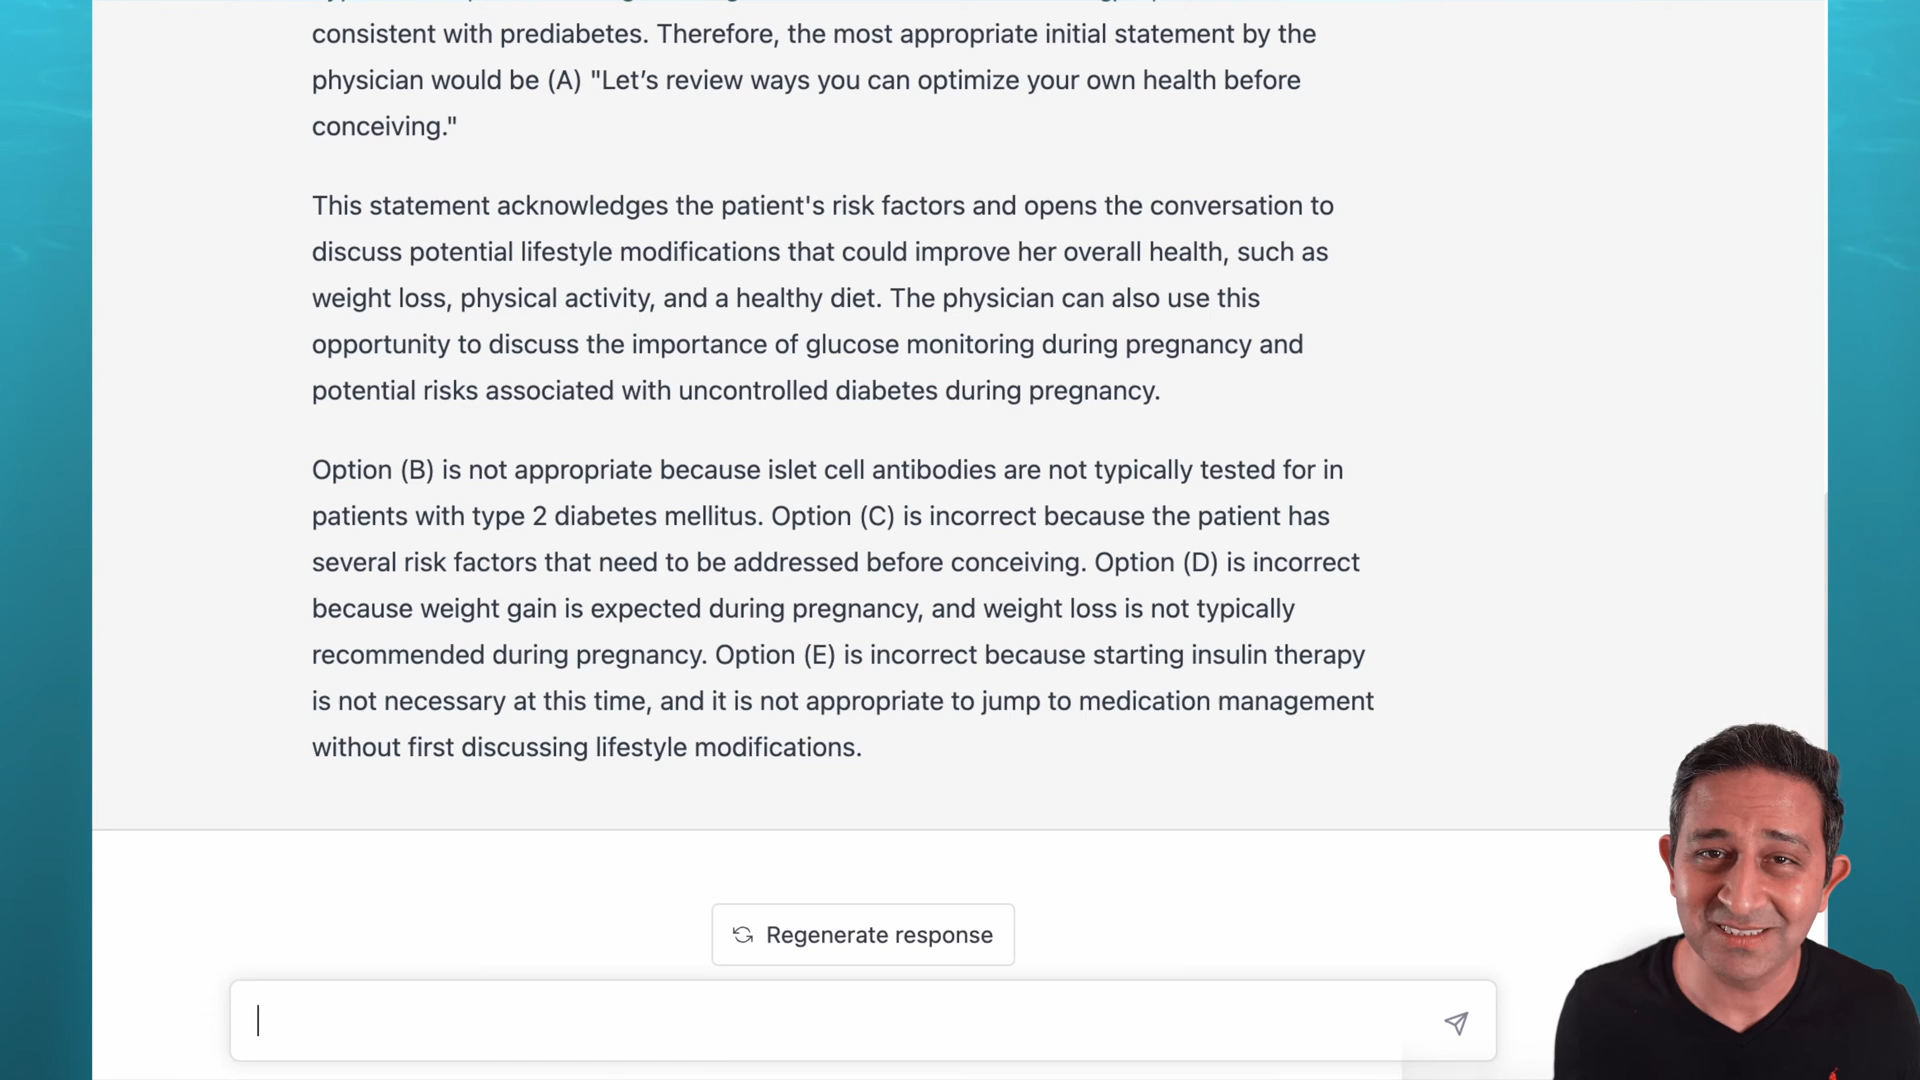 consistent with prediabetes. Therefore, the most appropriate initial statement by the
physician would be (A) "Let’s review ways you can optimize your own health before
conceiving."
This statement acknowledges the patient's risk factors and opens the conversation to
discuss potential lifestyle modifications that could improve her overall health, such as
weight loss, physical activity, and a healthy diet. The physician can also use this
opportunity to discuss the importance of glucose monitoring during pregnancy and
potential risks associated with uncontrolled diabetes during pregnancy.
Option (B) is not appropriate because islet cell antibodies are not typically tested for in
patients with type 2 diabetes mellitus. Option (C) is incorrect because the patient has
several risk factors that need to be addressed before conceiving. Option (D) is incorrect
because weight gain is expected during pregnancy, and weight loss is not typically
recommended during pregnancy. Option (E) is incorrect because starting insulin therapy
is not necessary at this time, and it is not appropriate to jump to medication management
without first discussing lifestyle modifications.
Regenerate response